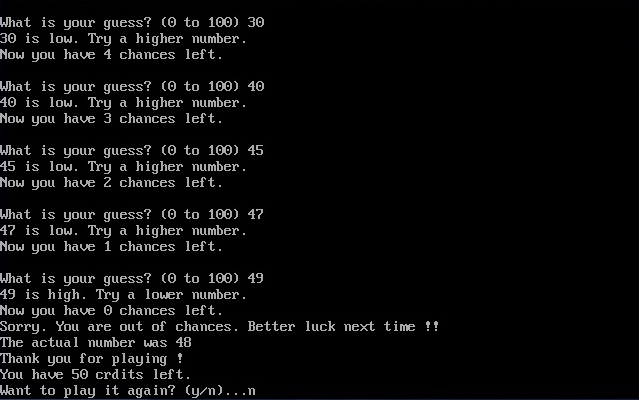 What is your guess? (0 to 100) 30
30 is low. Try a higher number.
Now you have 4 chances left.
What is your guess? (0 to 100) 40
40 is low. Try a higher number.
Now you have 3 chances left.
What is your guess? (0 to 100) 45
45 is low. Try a higher number.
Now you have 2 chances left.
What is your guess? (0 to 100) 47
47 is low. Try a higher number.
Now you have 1 chances left.
What is your guess? (0 to 100) 49
49 is high. Try a lower number.
Now you have 0 chances left.
Sorry. You are out of chances. Better luck next time !!
The actual number was 48
Thank you for playing !
You have 50 crdits left.
Want to play it again? (y/n)...n